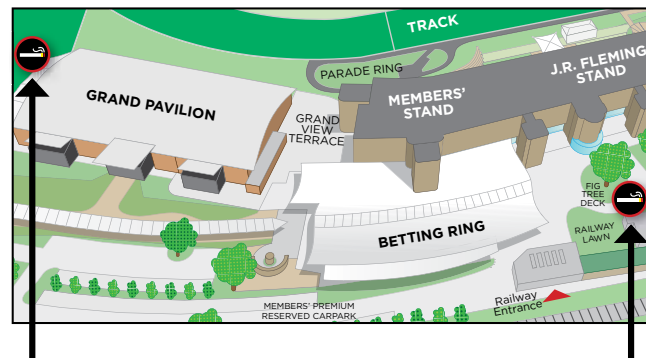 TRACK
PARADE RING
J.R. FLEMING
STAND
MEMBERS'
STAND
GRAND PAVILION
GRAND
VIEW
TERRACE
FIG
TREE
DECK
RAILWAY
LAWN
BETTING RING
Railway
Entrance
MEMBERS' PREMIUM
RESERVED CARPARK